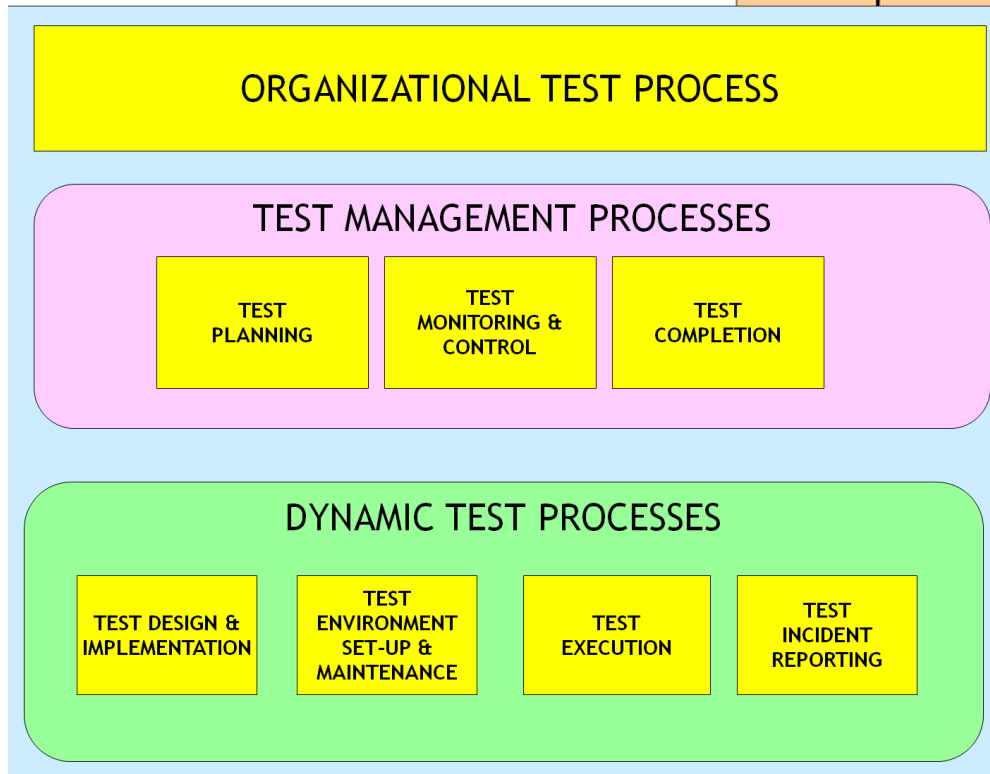 ORGANIZATIONAL TEST PROCESS
TEST MANAGEMENT PROCESSES
TEST
PLANNING
TEST
MONITORING &
CONTROL
TEST
COMPLETION
DYNAMIC TEST PROCESSES
TEST DESIGN &
IMPLEMENTATION
TEST
ENVIRONMENT
SET-UP &
MAINTENANCE
TEST
EXECUTION
TEST
INCIDENT
REPORTING